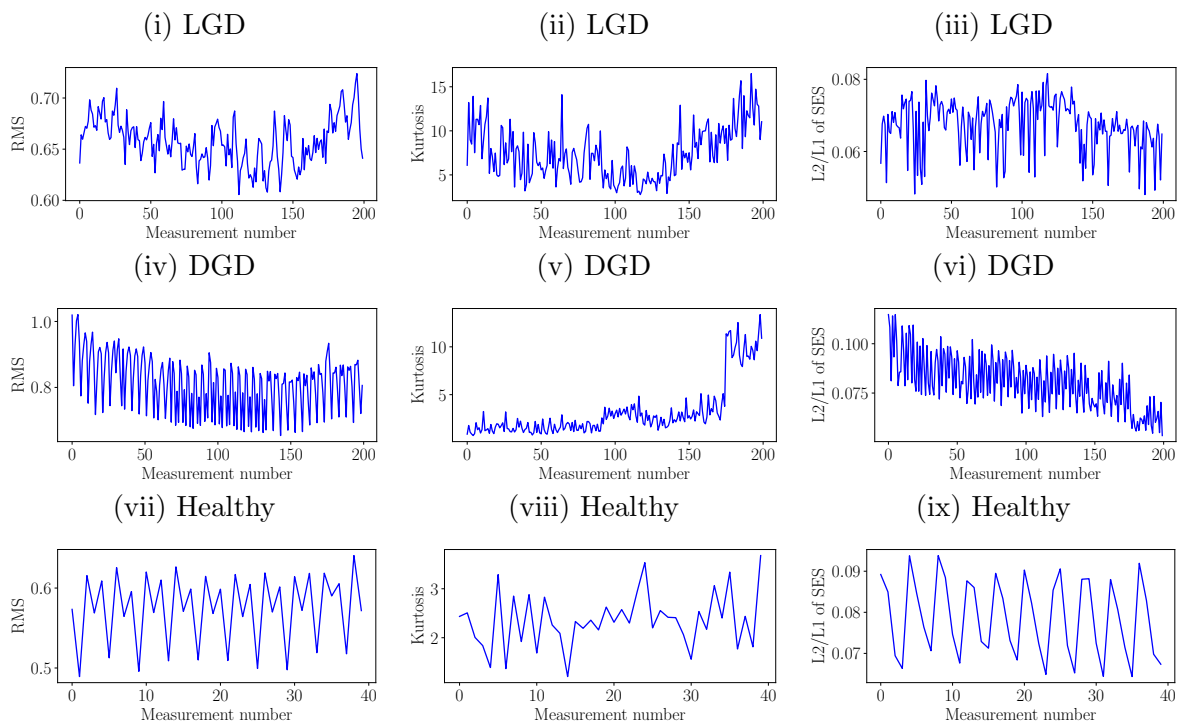 (i) LGD
(ii) LGD
(iii) LGD
RMS
0.70
0.65
0.60
0
50
100
150
200
Measurement number
Kurtosis
15
10
5
0
50
100
150
200
Measurement number
L2/L1 of SES
0.08
0.06
0
50
100
150
200
Measurement number
(iv) DGD
(v) DGD
(vi) DGD
RMS
1.0
0.8
0
50
100
150
200
Measurement number
Kurtosis
10
5
0
50
100
150
200
Measurement number
L2/L1 of SES
0.100
0.075
0
50
100
150
200
Measurement number
(vii) Healthy
(viii) Healthy
(ix) Healthy
RMS
0.6
0.5
0
10
20
30
40
Measurement number
Kurtosis
3
2
0
10
20
30
40
Measurement number
L2/L1 of SES
0.09
0.08
0.07
0
10
20
30
40
Measurement number